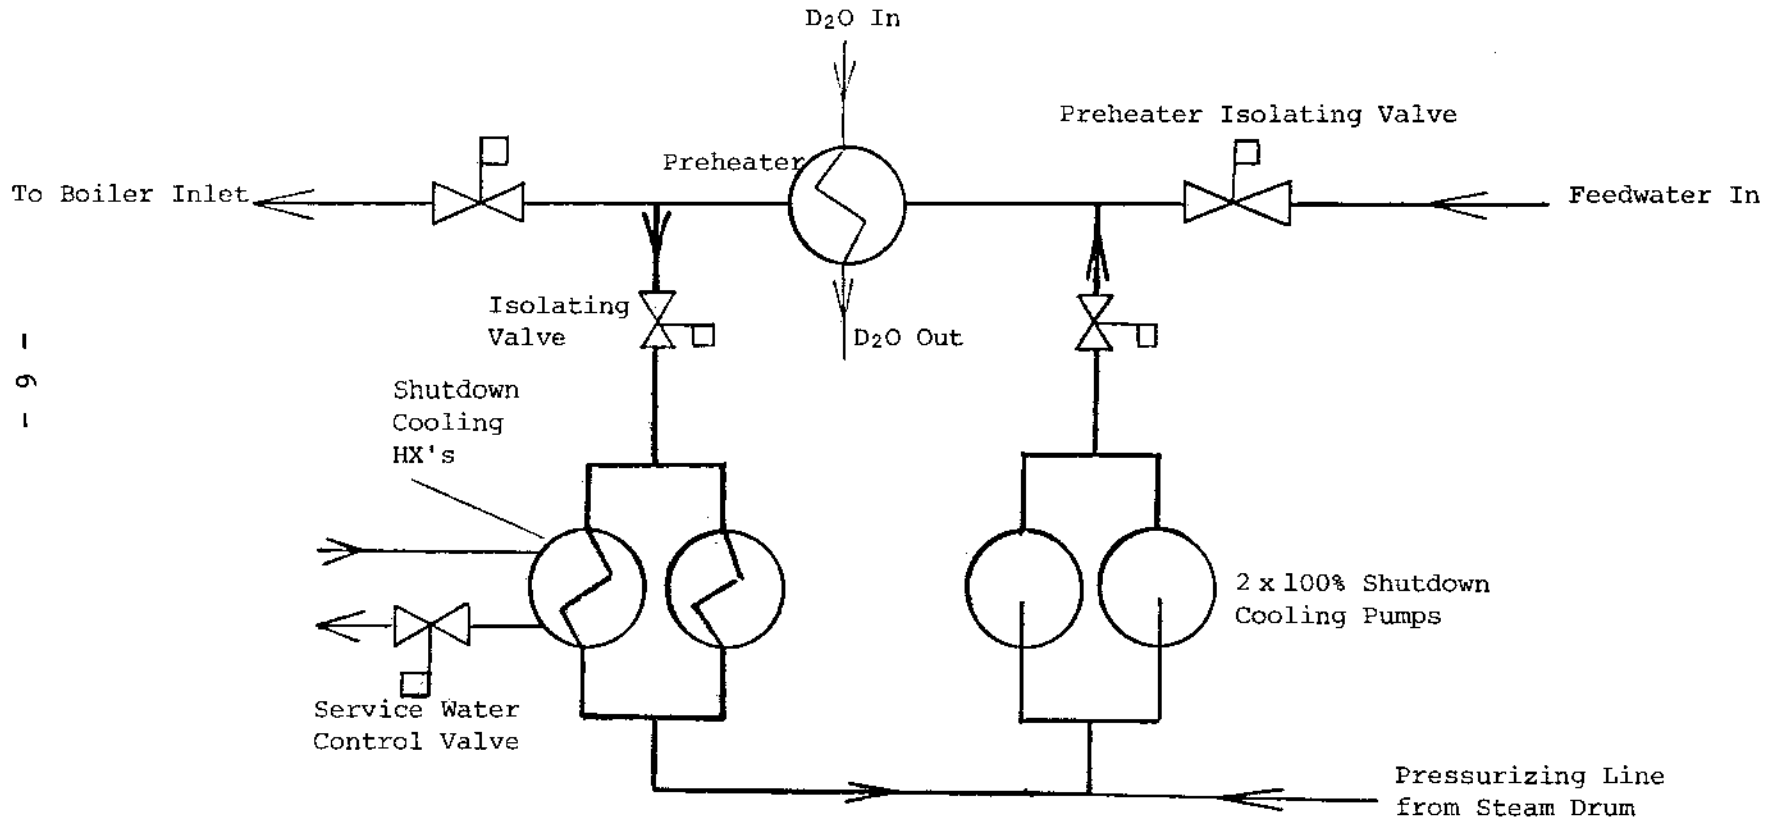 D₂O In
Preheater Isolating Valve
Preheater
To Boiler Inlet
Feedwater In
Isolating
Valve
D₂O Out
- 6 -
Shutdown
Cooling
HX's
2 x 100% Shutdown
Cooling Pumps
Service Water
Control Valve
Pressurizing Line
from Steam Drum